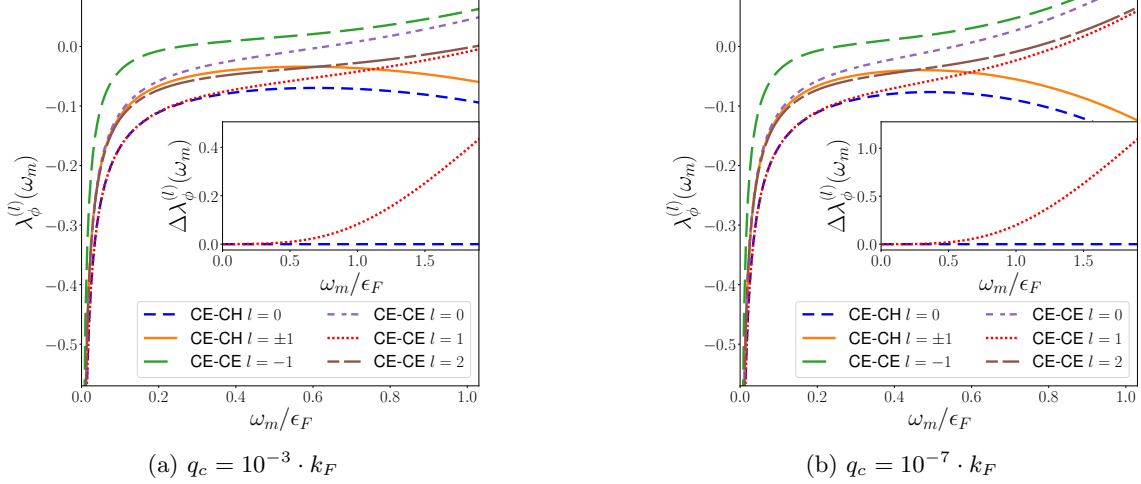 0.0
−0.1
−0.2
−0.3
−0.4
−0.5
λ_ϕ^(l)(ω_m)
0.4
0.2
0.0
Δλ_ϕ^(l)(ω_m)
0.0 0.5 1.0 1.5
ω_m/ϵ_F
CE-CH l = 0 CE-CE l = 0
CE-CH l = ±1 CE-CE l = 1
CE-CE l = −1 CE-CE l = 2
0.0 0.2 0.4 0.6 0.8 1.0
ω_m/ϵ_F
(a) q_c = 10^−3 · k_F
0.0
−0.1
−0.2
−0.3
−0.4
−0.5
λ_ϕ^(l)(ω_m)
1.0
0.5
0.0
Δλ_ϕ^(l)(ω_m)
0.0 0.5 1.0 1.5
ω_m/ϵ_F
CE-CH l = 0 CE-CE l = 0
CE-CH l = ±1 CE-CE l = 1
CE-CE l = −1 CE-CE l = 2
0.0 0.2 0.4 0.6 0.8 1.0
ω_m/ϵ_F
(b) q_c = 10^−7 · k_F